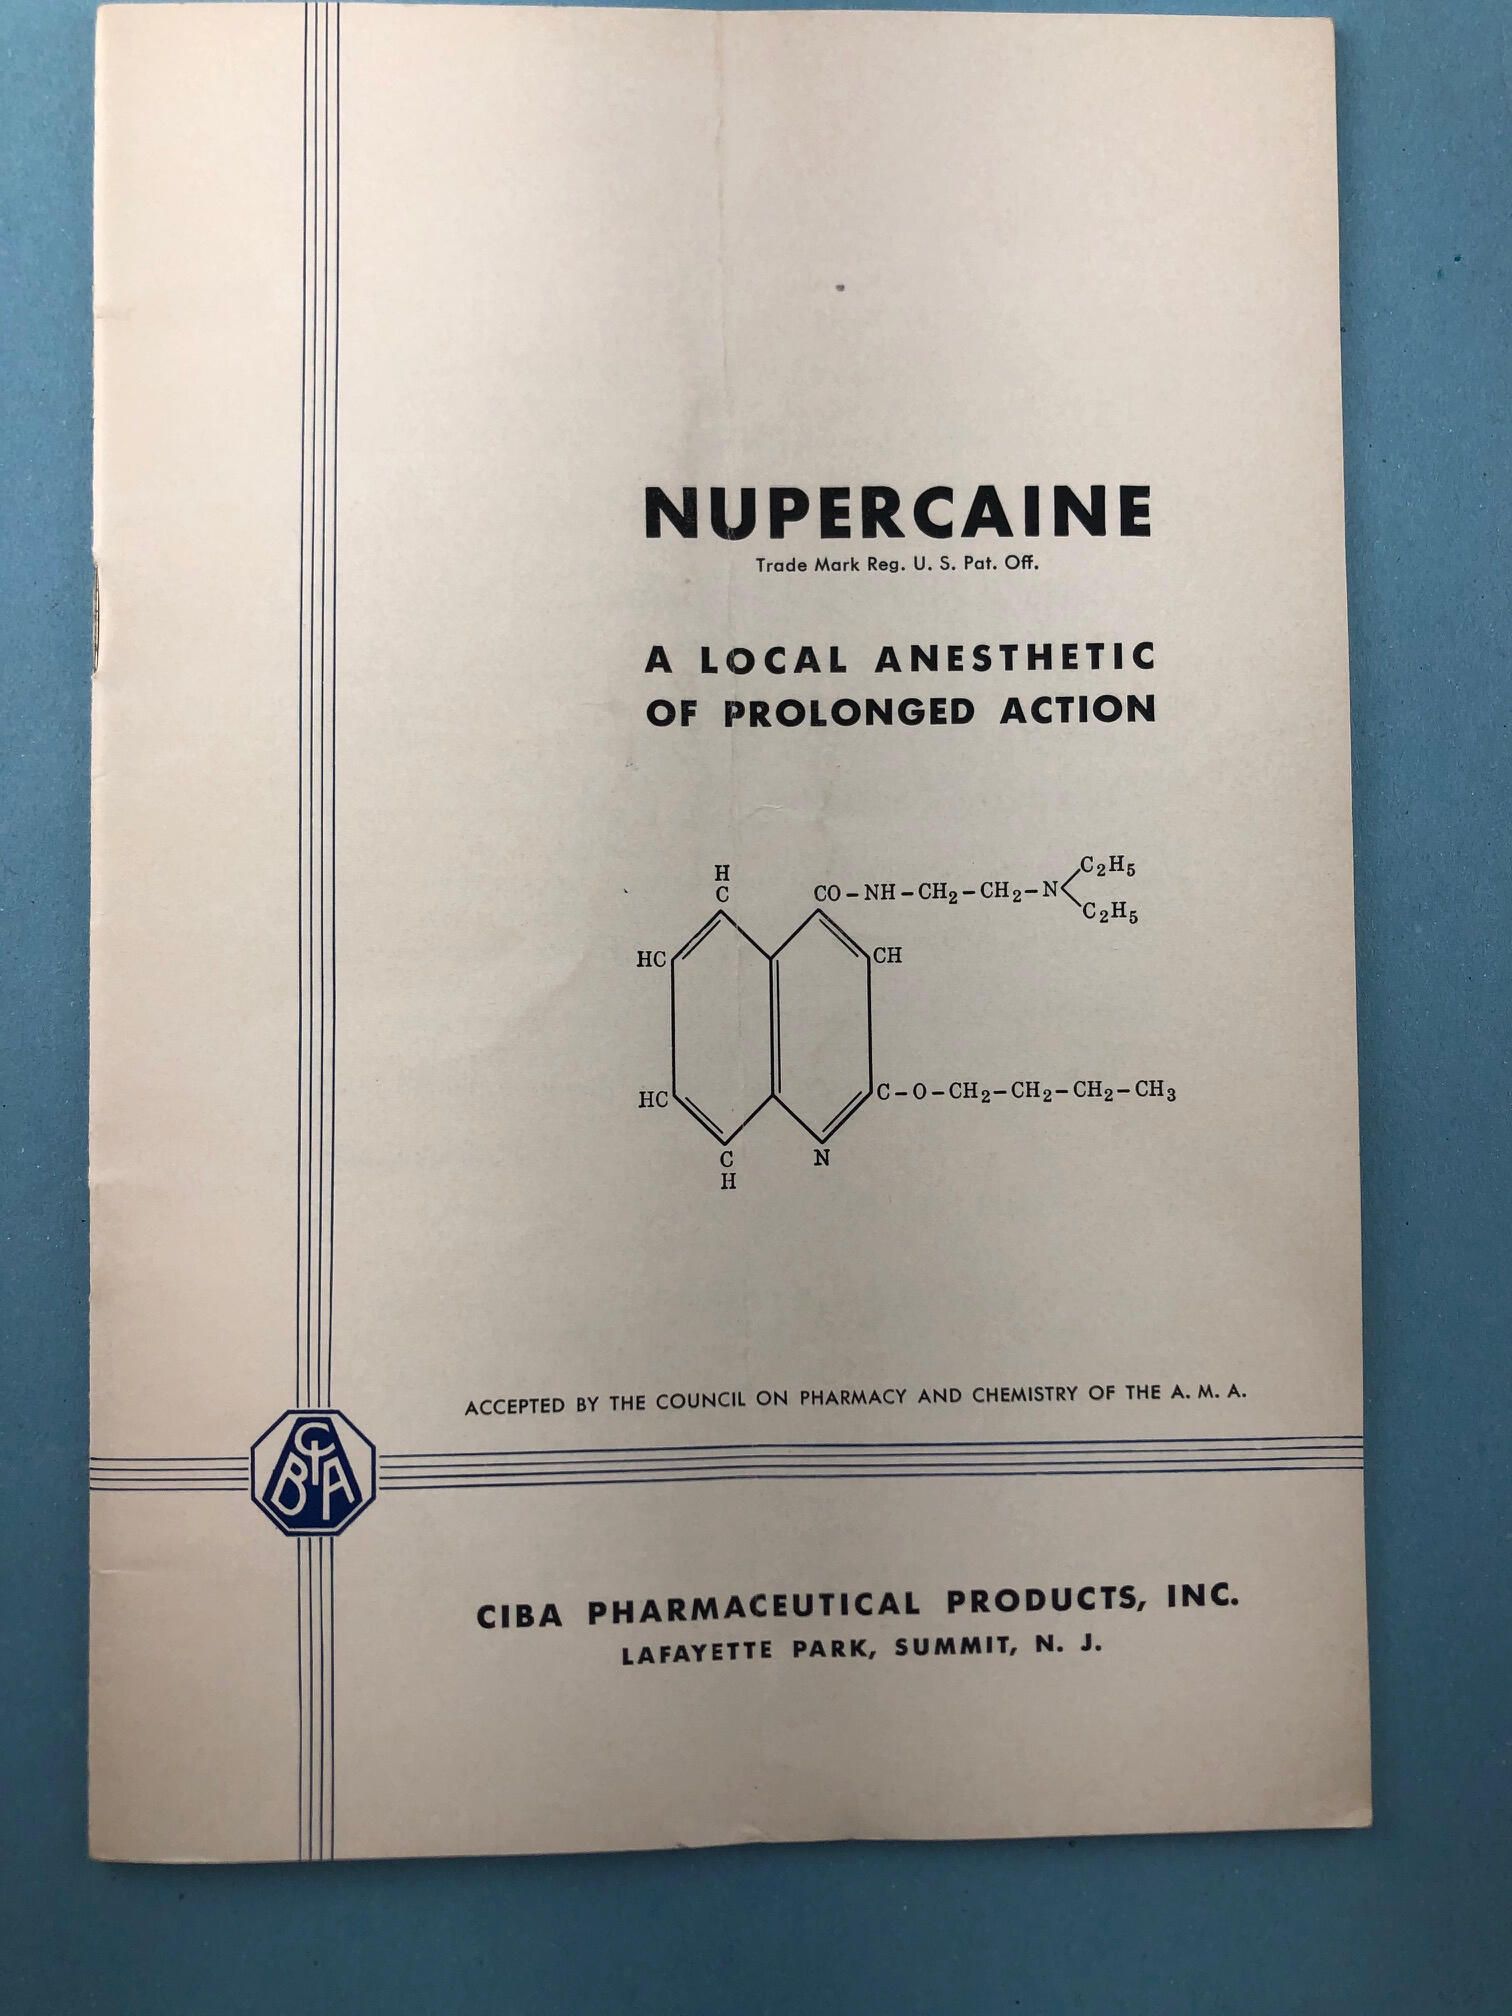 NUPERCAINE
Trade Mark Reg. U. S. Pat. Off.
A LOCAL ANESTHETIC
OF PROLONGED ACTION
H
C
CO–NH–CH₂–CH₂–N
C₂H₅
C₂H₅
HC
CH
HC
C–O–CH₂–CH₂–CH₂–CH₃
C
H
N
ACCEPTED BY THE COUNCIL ON PHARMACY AND CHEMISTRY OF THE A. M. A.
CIBA
CIBA PHARMACEUTICAL PRODUCTS, INC.
LAFAYETTE PARK, SUMMIT, N. J.